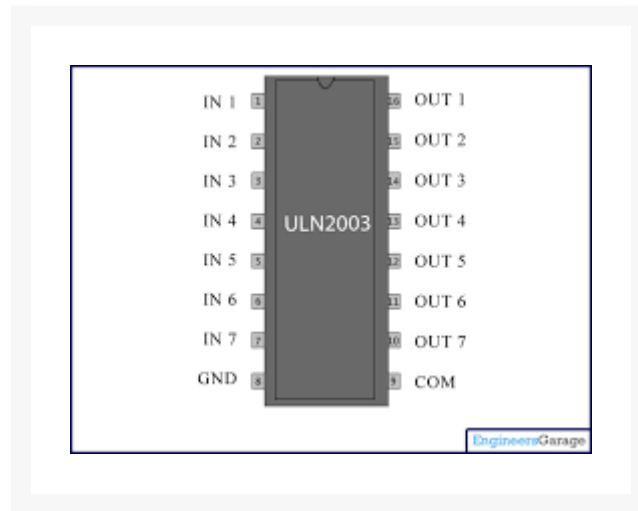 IN 1 1 16 OUT 1
IN 2 2 15 OUT 2
IN 3 3 14 OUT 3
IN 4 4 ULN2003 13 OUT 4
IN 5 5 12 OUT 5
IN 6 6 11 OUT 6
IN 7 7 10 OUT 7
GND 8 9 COM
EngineersGarage